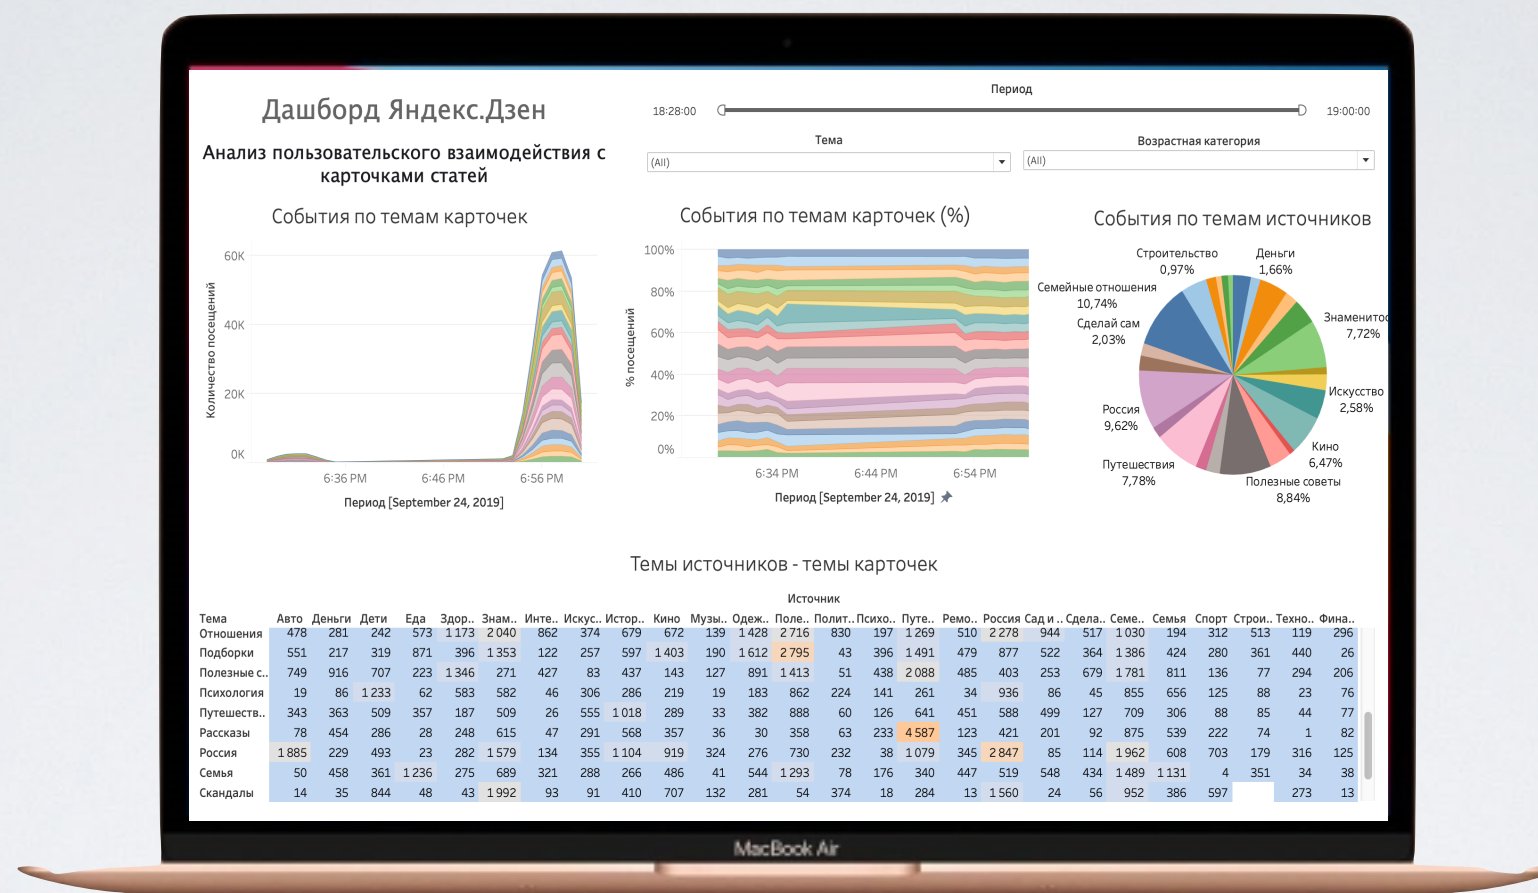 Дашборд Яндекс.Дзен
Анализ пользовательского взаимодействия с
карточками статей
Период
18:28:00
19:00:00
Тема
(All)
Возрастная категория
(All)
События по темам карточек
Количество посещений
60K
40K
20K
0K
6:36 PM 6:46 PM 6:56 PM
Период [September 24, 2019]
События по темам карточек (%)
% посещений
100%
80%
60%
40%
20%
0%
6:34 PM 6:44 PM 6:54 PM
Период [September 24, 2019]
События по темам источников
Строительство
0,97%
Деньги
1,66%
Семейные отношения
10,74%
Знаменитос
7,72%
Сделай сам
2,03%
Искусство
2,58%
Россия
9,62%
Кино
6,47%
Путешествия
7,78%
Полезные советы
8,84%
Темы источников - темы карточек
Источник
Тема Авто Деньги Дети Еда Здор.. Знам.. Инте.. Искус.. Истор.. Кино Музы.. Одеж.. Поле.. Полит.. Психо.. Путе.. Ремо.. Россия Сад и .. Сдела.. Семе.. Семья Спорт Строи.. Техно.. Фина..
Отношения 478 281 242 573 1 173 2 040 862 374 679 672 139 1 428 2 716 830 197 1 269 510 2 278 944 517 1 030 194 312 513 119 296
Подборки 551 217 319 871 396 1 353 122 257 597 1 403 190 1 612 2 795 43 396 1 491 479 877 522 364 1 386 424 280 361 440 26
Полезные с.. 749 916 707 223 1 346 271 427 83 437 143 127 891 1 413 51 438 2 088 485 403 253 679 1 781 811 136 77 294 206
Психология 19 86 1 233 62 583 582 46 306 286 219 19 183 862 224 141 261 34 936 86 45 855 656 125 88 23 76
Путешеств.. 343 363 509 357 187 509 26 555 1 018 289 33 382 888 60 126 641 451 588 499 127 709 306 88 85 44 77
Рассказы 78 454 286 28 248 615 47 291 568 357 36 30 358 63 233 4 587 123 421 201 92 875 539 222 74 1 82
Россия 1 885 229 493 23 282 1 579 134 355 1 104 919 324 276 730 232 38 1 079 345 2 847 85 114 1 962 608 703 179 316 125
Семья 50 458 361 1 236 275 689 321 288 266 486 41 544 1 293 78 176 340 447 519 548 434 1 489 1 131 4 351 34 38
Скандалы 14 35 844 48 43 1 992 93 91 410 707 132 281 54 374 18 284 13 1 560 24 56 952 386 597 273 13
MacBook Air